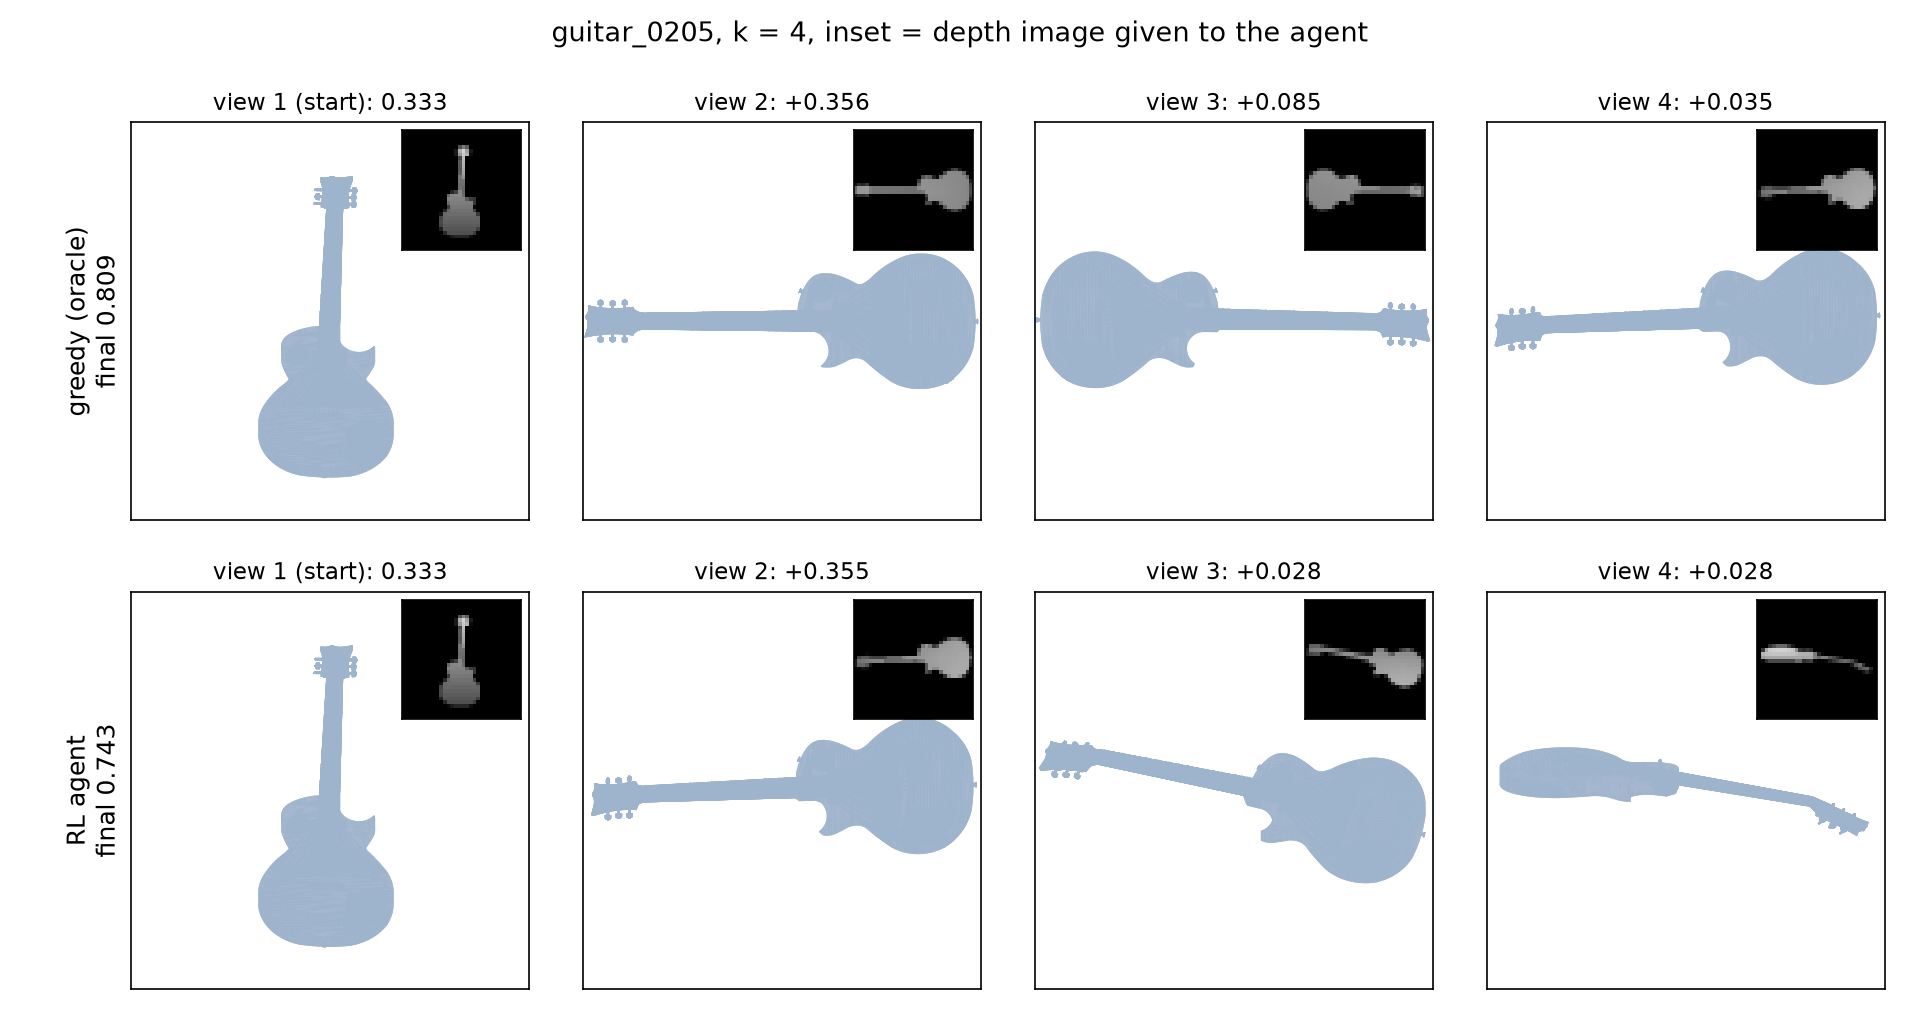 guitar_0205, k = 4, inset = depth image given to the agent
greedy (oracle)
final 0.809
view 1 (start): 0.333
view 2: +0.356
view 3: +0.085
view 4: +0.035
RL agent
final 0.743
view 1 (start): 0.333
view 2: +0.355
view 3: +0.028
view 4: +0.028